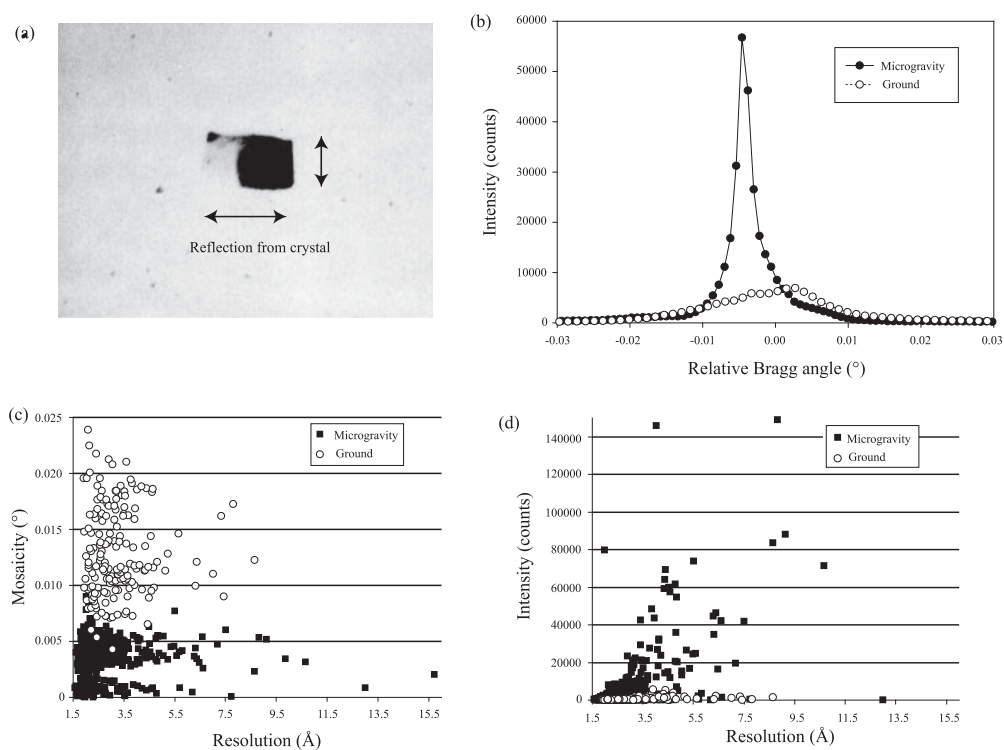 (a)
Reflection from crystal
(b)
60000
50000
40000
30000
20000
10000
0
Intensity (counts)
Microgravity
Ground
-0.03 -0.02 -0.01 0.00 0.01 0.02 0.03
Relative Bragg angle (°)
(c)
0.025
0.020
0.015
0.010
0.005
0
Mosaicity (°)
Microgravity
Ground
1.5 3.5 5.5 7.5 9.5 11.5 13.5 15.5
Resolution (Å)
(d)
140000
120000
100000
80000
60000
40000
20000
0
Intensity (counts)
Microgravity
Ground
1.5 3.5 5.5 7.5 9.5 11.5 13.5 15.5
Resolution (Å)